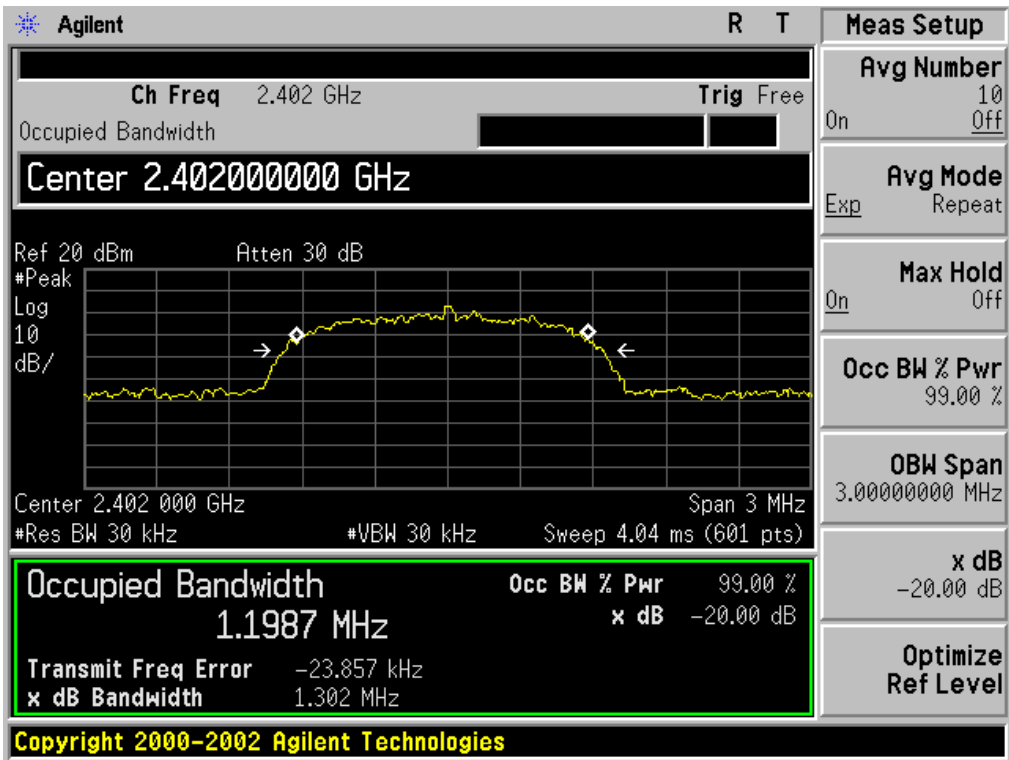 Agilent R T
Ch Freq 2.402 GHz Trig Free
Occupied Bandwidth
Center 2.402000000 GHz
Ref 20 dBm Atten 30 dB
#Peak
Log
10
dB/
Center 2.402 000 GHz Span 3 MHz
#Res BW 30 kHz #VBW 30 kHz Sweep 4.04 ms (601 pts)
Occupied Bandwidth Occ BW % Pwr 99.00 %
1.1987 MHz x dB -20.00 dB
Transmit Freq Error -23.857 kHz
x dB Bandwidth 1.302 MHz
Copyright 2000-2002 Agilent Technologies
Meas Setup
Avg Number
10
On Off
Avg Mode
Exp Repeat
Max Hold
On Off
Occ BW % Pwr
99.00 %
OBW Span
3.00000000 MHz
x dB
-20.00 dB
Optimize
Ref Level